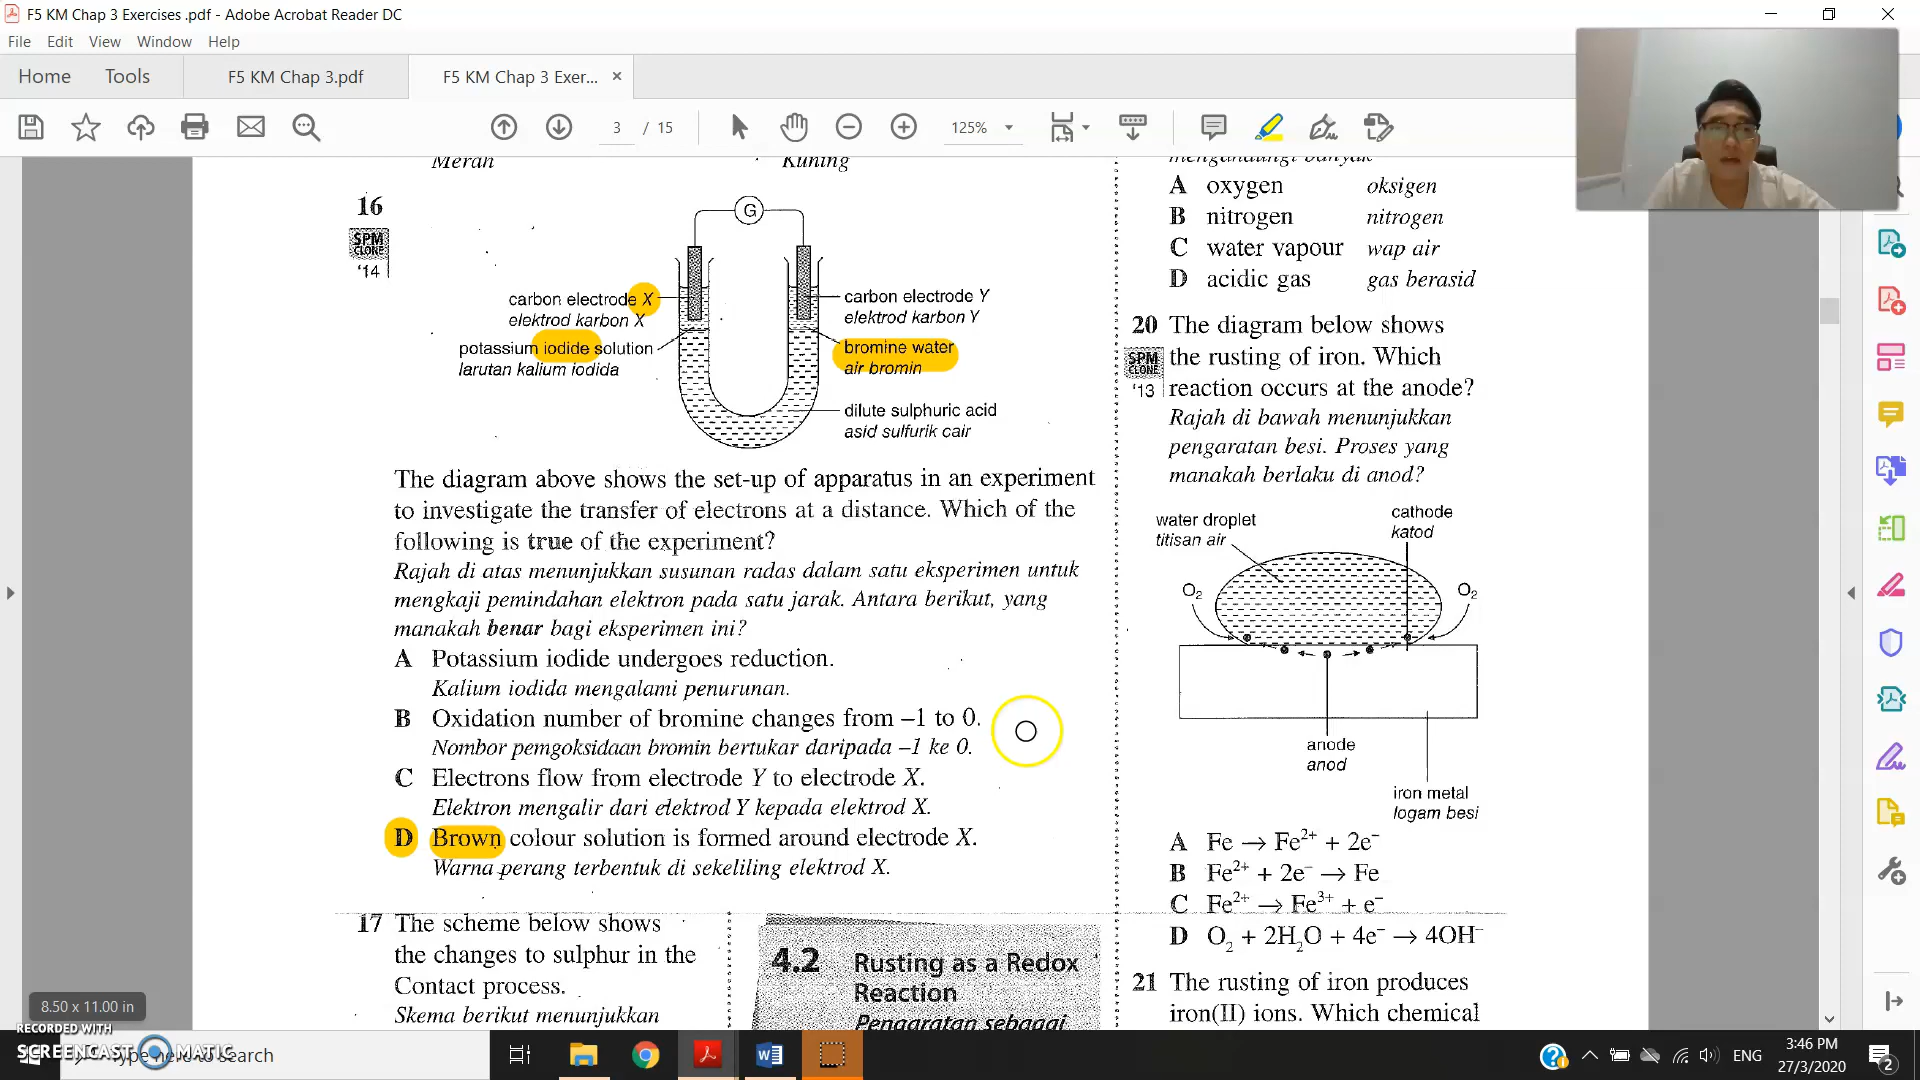 F5 KM Chap 3 Exercises .pdf - Adobe Acrobat Reader DC
File Edit View Window Help
Home Tools F5 KM Chap 3.pdf F5 KM Chap 3 Exer... ×
3 / 15 125%
Merah Kuning
16
SPM
CLONE
'14
G
carbon electrode X
elektrod karbon X
potassium iodide solution
larutan kalium iodida
carbon electrode Y
elektrod karbon Y
bromine water
air bromin
dilute sulphuric acid
asid sulfurik cair
The diagram above shows the set-up of apparatus in an experiment
to investigate the transfer of electrons at a distance. Which of the
following is true of the experiment?
Rajah di atas menunjukkan susunan radas dalam satu eksperimen untuk
mengkaji pemindahan elektron pada satu jarak. Antara berikut, yang
manakah benar bagi eksperimen ini?
A Potassium iodide undergoes reduction.
Kalium iodida mengalami penurunan.
B Oxidation number of bromine changes from –1 to 0.
Nombor pemgoksidaan bromin bertukar daripada –1 ke 0.
C Electrons flow from electrode Y to electrode X.
Elektron mengalir dari elektrod Y kepada elektrod X.
D Brown colour solution is formed around electrode X.
Warna perang terbentuk di sekeliling elektrod X.
17 The scheme below shows
the changes to sulphur in the
Contact process.
Skema berikut menunjukkan
4.2 Rusting as a Redox
Reaction
Pengaratan sebagai
mengandungi banyak
A oxygen oksigen
B nitrogen nitrogen
C water vapour wap air
D acidic gas gas berasid
20 The diagram below shows
SPM
CLONE
'13
the rusting of iron. Which
reaction occurs at the anode?
Rajah di bawah menunjukkan
pengaratan besi. Proses yang
manakah berlaku di anod?
water droplet
titisan air
cathode
katod
O₂ O₂
anode
anod
iron metal
logam besi
A Fe → Fe²⁺ + 2e⁻
B Fe²⁺ + 2e⁻ → Fe
C Fe²⁺ → Fe³⁺ + e⁻
D O₂ + 2H₂O + 4e⁻ → 4OH⁻
21 The rusting of iron produces
iron(II) ions. Which chemical
8.50 x 11.00 in
RECORDED WITH
SCREENCAST MATIC
Type here to search
ENG
3:46 PM
27/3/2020
2